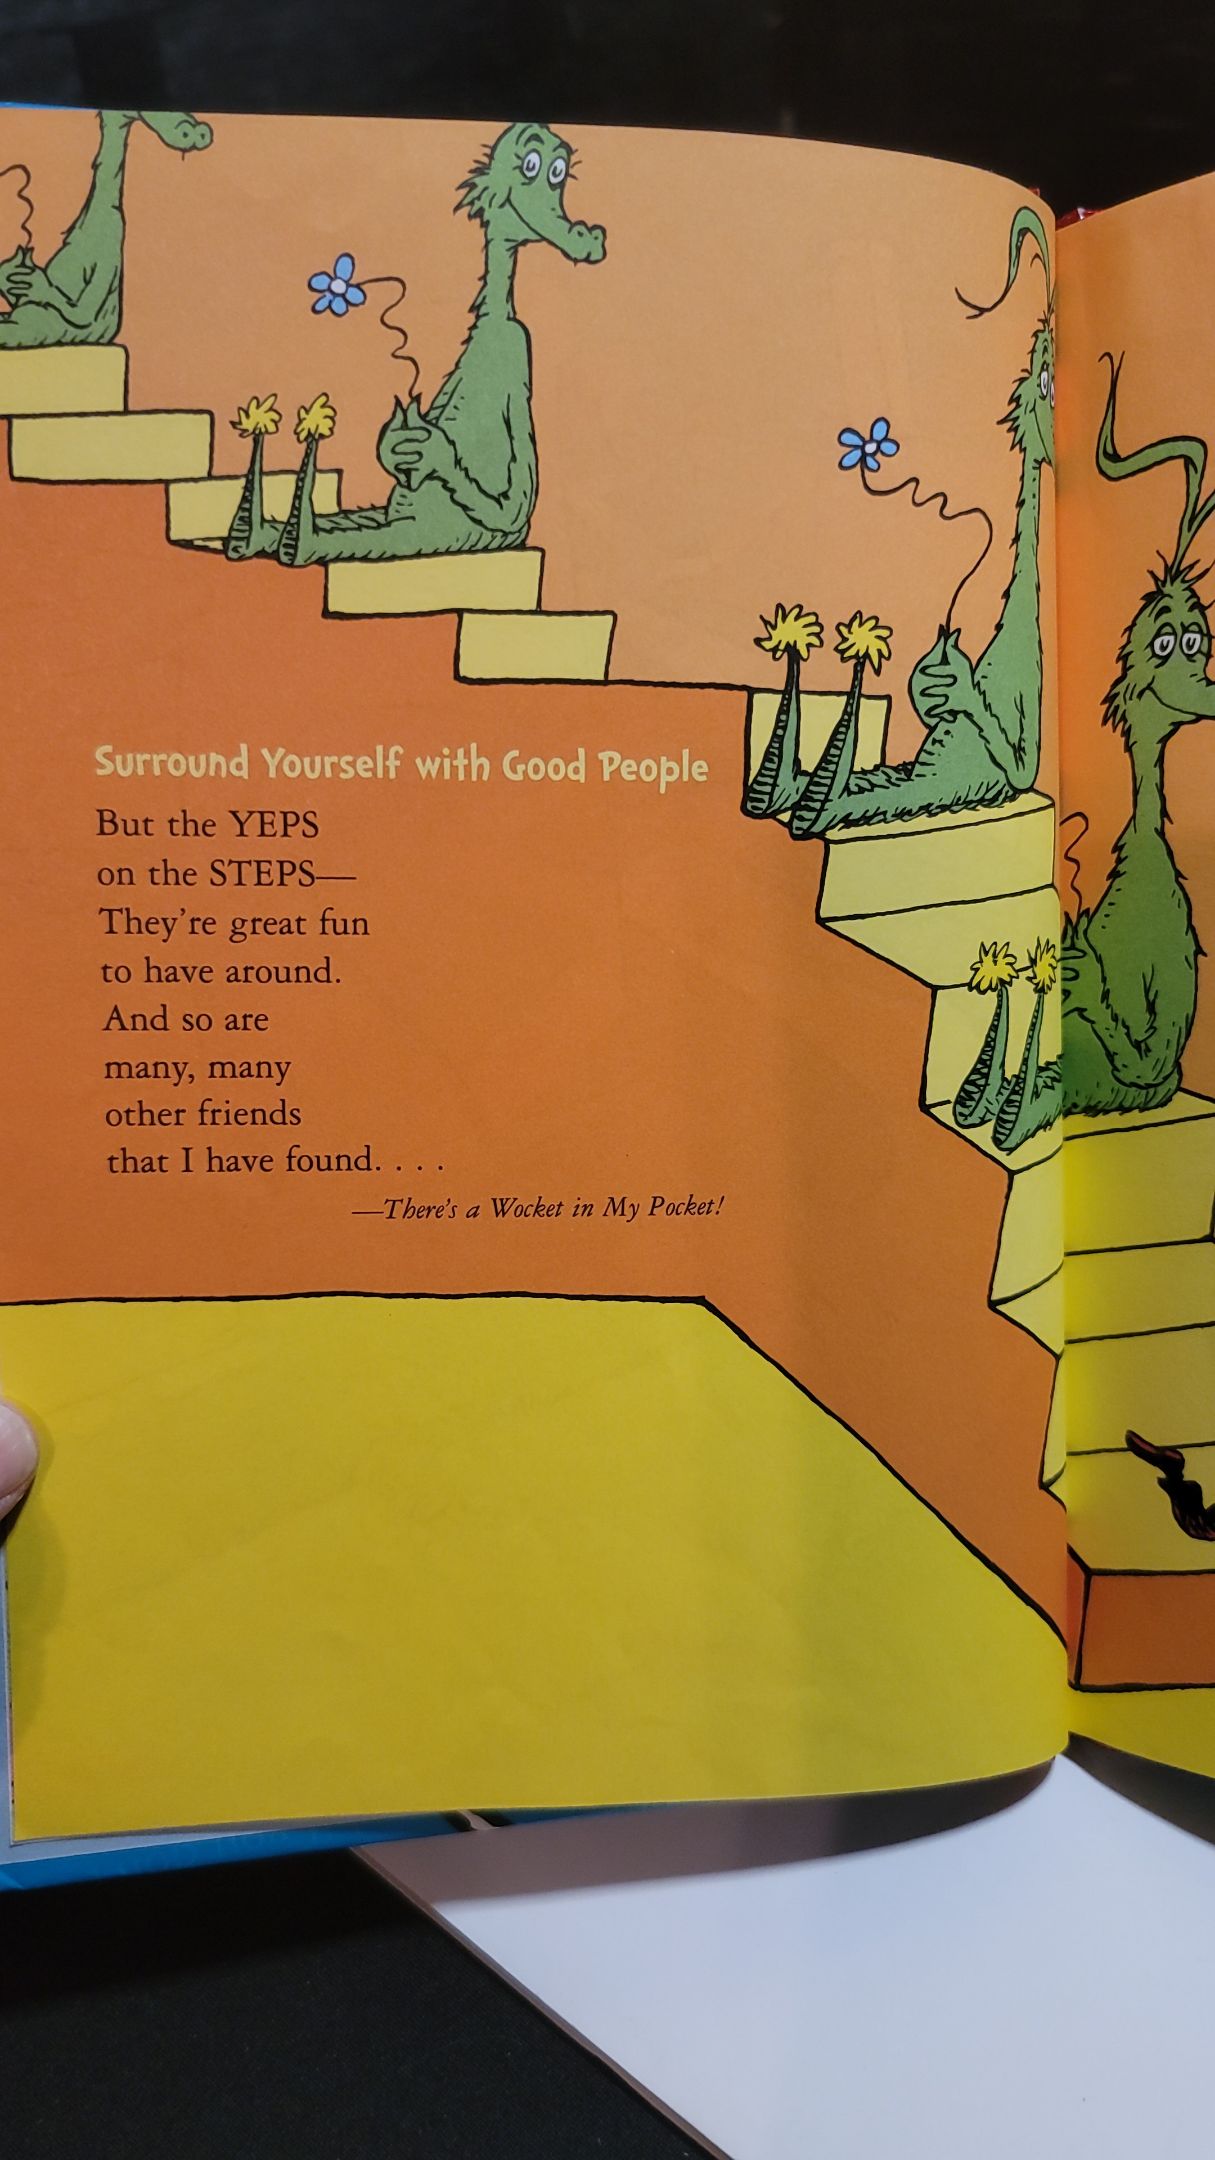 Surround Yourself with Good People
But the YEPS
on the STEPS—
They're great fun
to have around.
And so are
many, many
other friends
that I have found. . . .
—There's a Wocket in My Pocket!